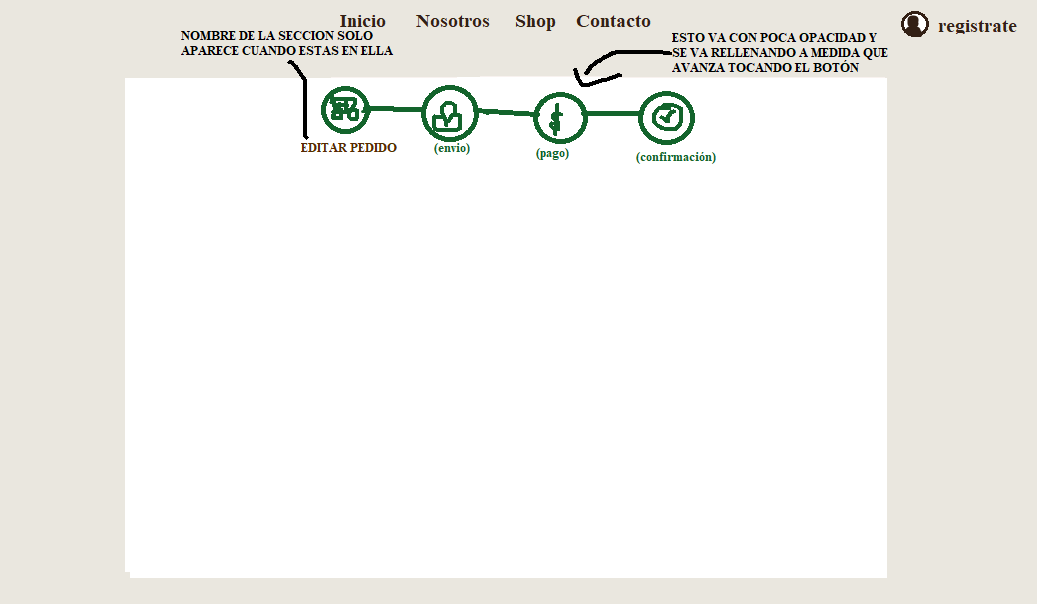 Inicio Nosotros Shop Contacto
registrate
NOMBRE DE LA SECCION SOLO
APARECE CUANDO ESTAS EN ELLA
ESTO VA CON POCA OPACIDAD Y
SE VA RELLENANDO A MEDIDA QUE
AVANZA TOCANDO EL BOTÓN
$
EDITAR PEDIDO (envio) (pago) (confirmación)